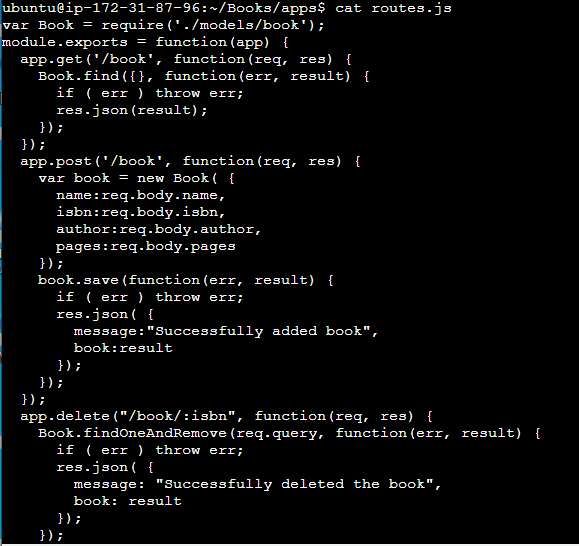 ubuntu@ip-172-31-87-96:~/Books/apps$ cat routes.js
var Book = require('./models/book');
module.exports = function(app) {
  app.get('/book', function(req, res) {
    Book.find({}, function(err, result) {
      if ( err ) throw err;
      res.json(result);
    });
  });
  app.post('/book', function(req, res) {
    var book = new Book( {
      name:req.body.name,
      isbn:req.body.isbn,
      author:req.body.author,
      pages:req.body.pages
    });
    book.save(function(err, result) {
      if ( err ) throw err;
      res.json( {
        message:"Successfully added book",
        book:result
      });
    });
  });
  app.delete("/book/:isbn", function(req, res) {
    Book.findOneAndRemove(req.query, function(err, result) {
      if ( err ) throw err;
      res.json( {
        message: "Successfully deleted the book",
        book: result
      });
    });